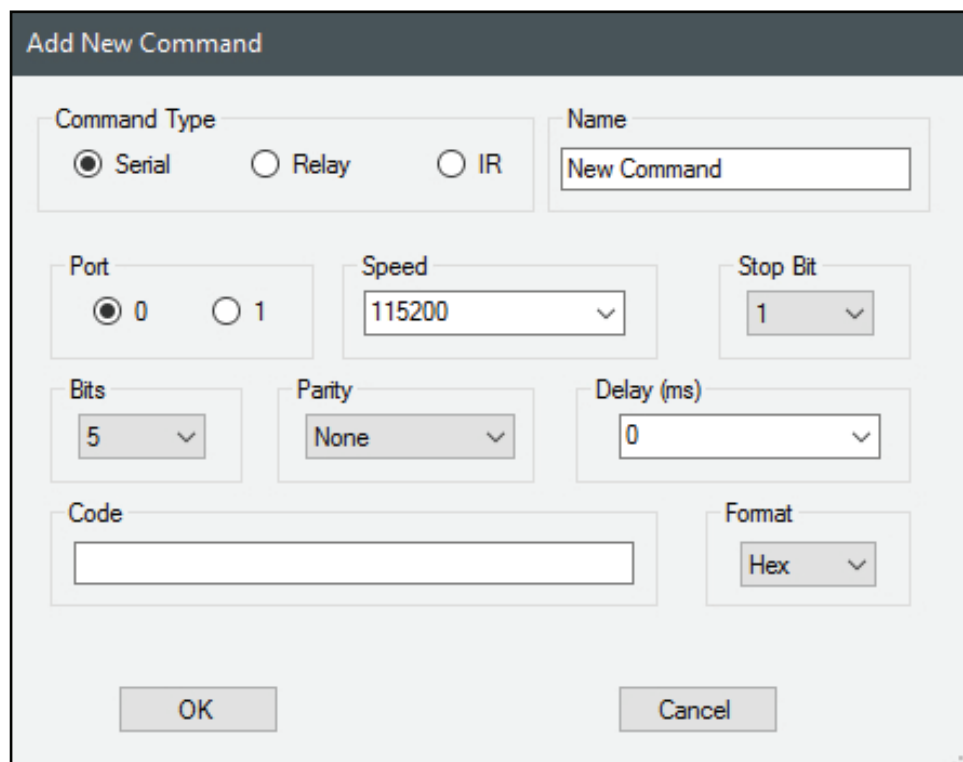 Add New Command
Command Type
Serial Relay IR
Name
New Command
Port
0 1
Speed
115200
Stop Bit
1
Bits
5
Parity
None
Delay (ms)
0
Code
Format
Hex
OK
Cancel